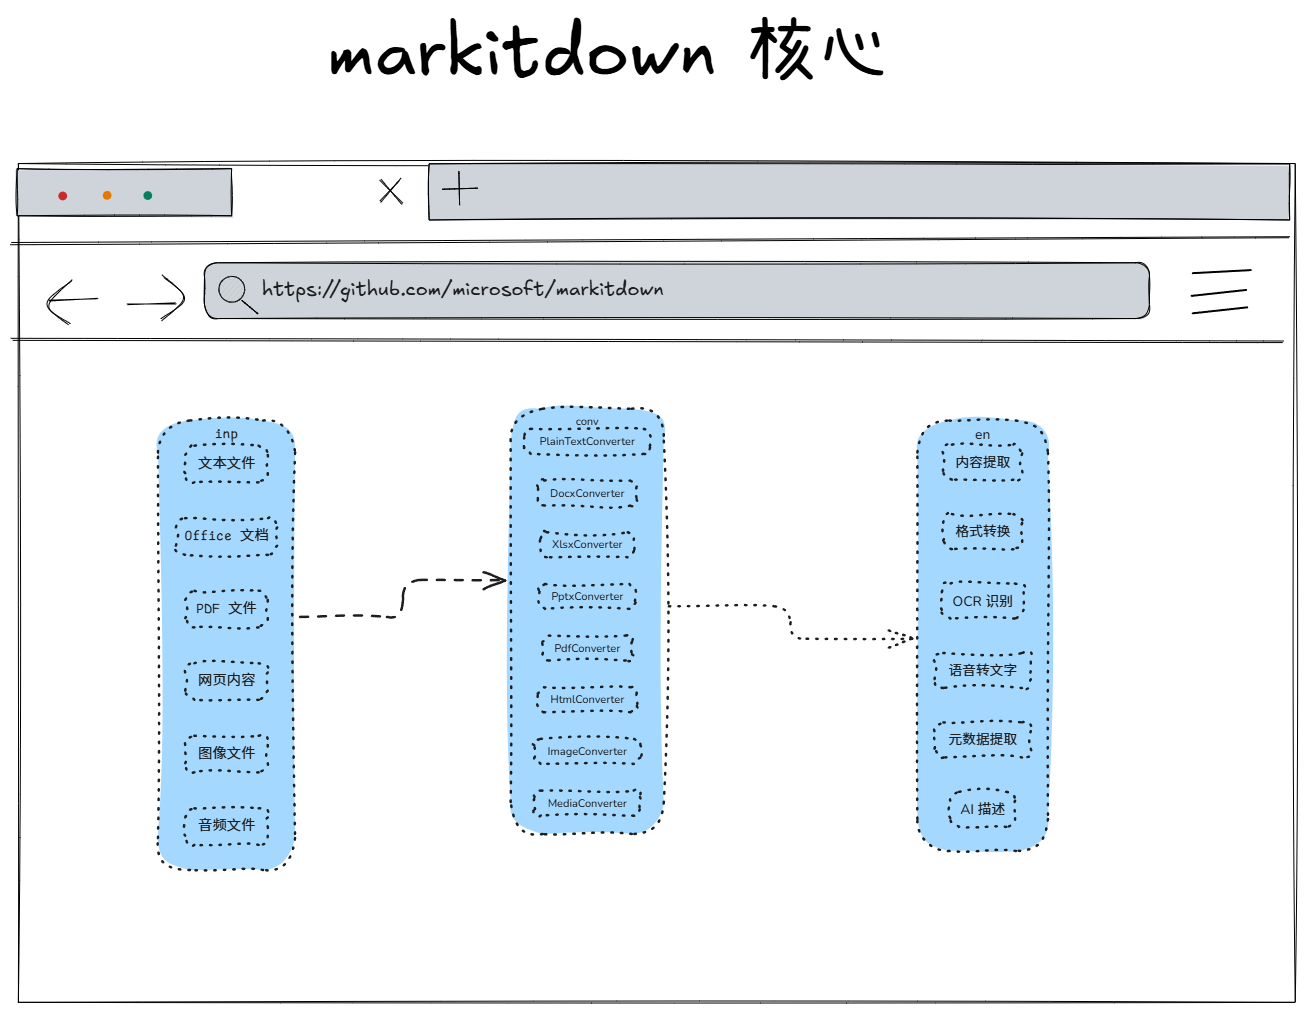 markitdown 核心
https://github.com/microsoft/markitdown
inp
文本文件
Office 文档
PDF 文件
网页内容
图像文件
音频文件
conv
PlainTextConverter
DocxConverter
XlsxConverter
PptxConverter
PdfConverter
HtmlConverter
ImageConverter
MediaConverter
en
内容提取
格式转换
OCR 识别
语音转文字
元数据提取
AI 描述